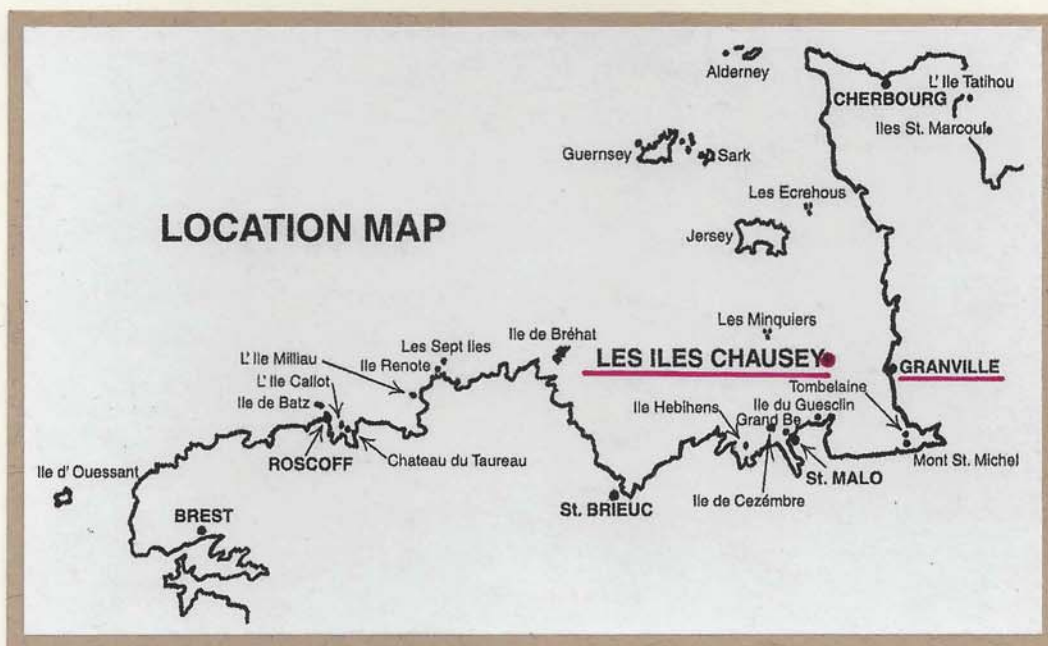 Alderney
CHERBOURG
L' Ile Tatihou
Iles St. Marcouf
Guernsey
Sark
Les Ecrehous
LOCATION MAP
Jersey
Les Minquiers
Ile de Bréhat
Les Sept Iles
L' Ile Milliau
Ile Renote
LES ILES CHAUSEY
GRANVILLE
L' Ile Callot
Tombelaine
Ile de Batz
Ile Hebihens
Ile du Guesclin
Grand Be
ROSCOFF
Chateau du Taureau
Mont St. Michel
Ile d' Ouessant
St. MALO
Ile de Cezémbre
St. BRIEUC
BREST